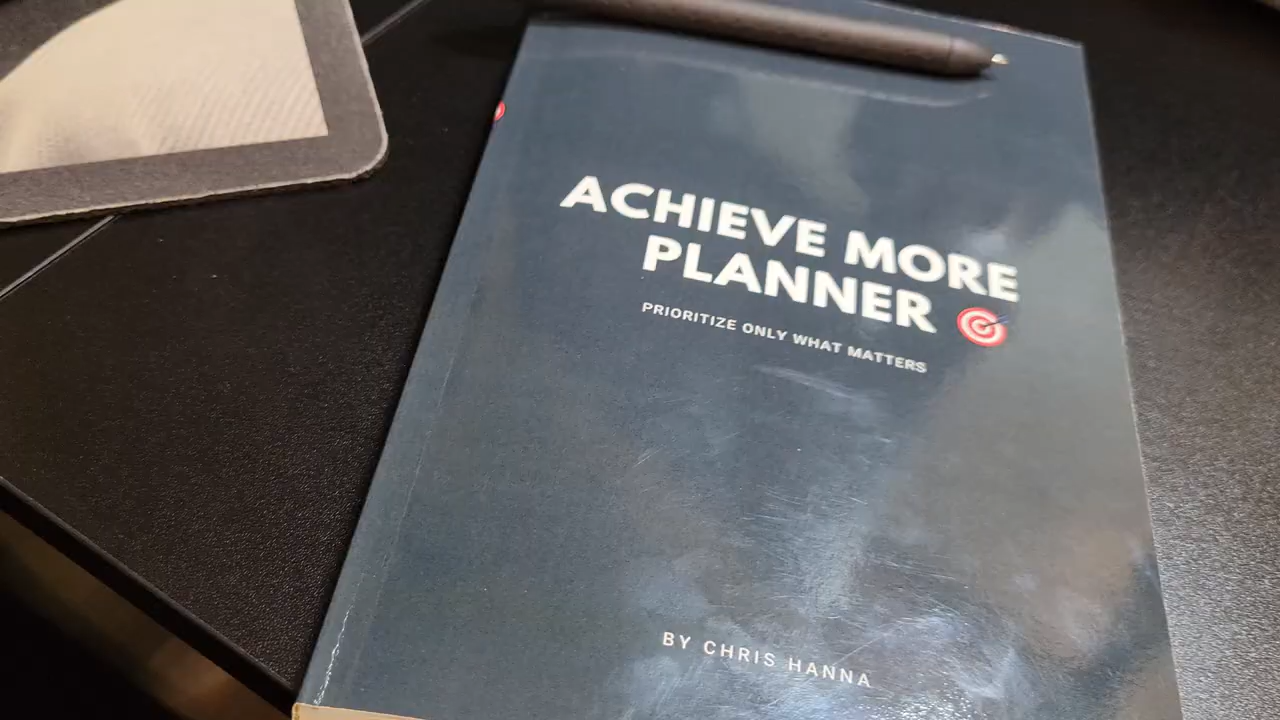 ACHIEVE MORE
PLANNER
PRIORITIZE ONLY WHAT MATTERS
BY CHRIS HANNA